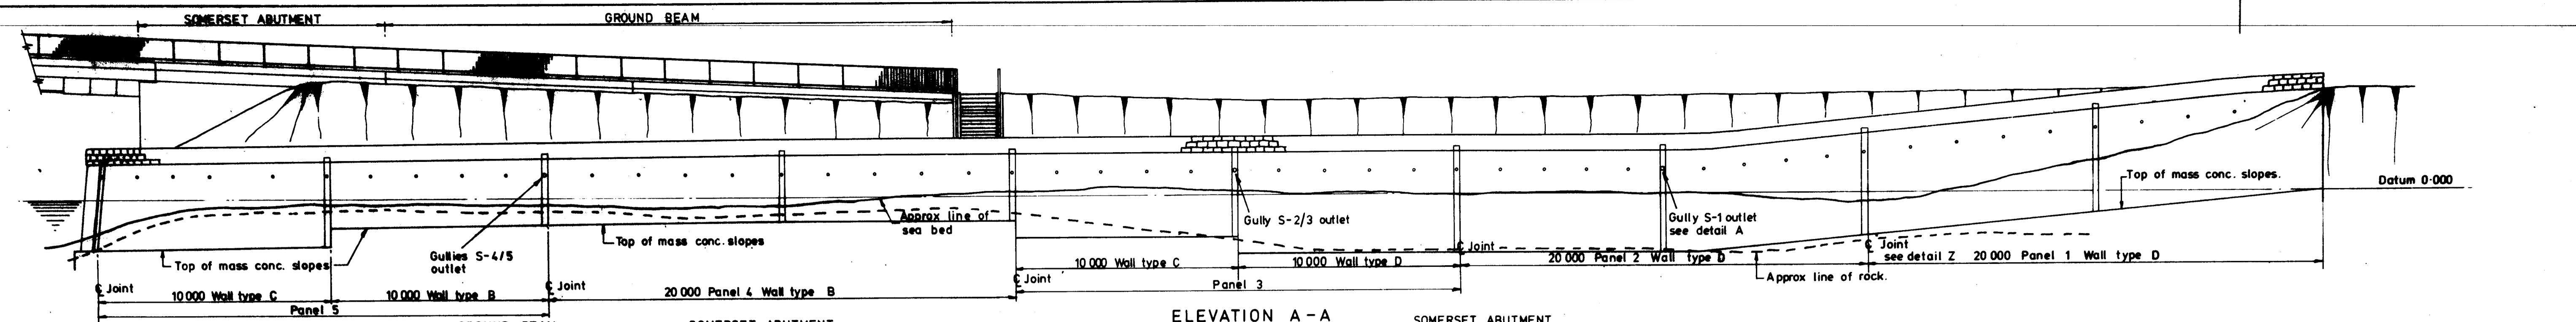 SOMERSET ABUTMENT
GROUND BEAM
Datum 0·000
Top of mass conc. slopes.
Approx line of
sea bed
Gully S-2/3 outlet
Gully S-1 outlet
see detail A
Top of mass conc. slopes
Gullies S-4/5
outlet
Top of mass conc. slopes
℄ Joint
℄ Joint
see detail Z
20 000 Panel 1 Wall type D
10 000 Wall type C
10 000 Wall type D
20 000 Panel 2 Wall type D
Approx line of rock.
℄ Joint
℄ Joint
℄ Joint
10 000 Wall type C
10 000 Wall type B
20 000 Panel 4 Wall type B
Panel 3
Panel 5
ELEVATION A-A
SOMERSET ABUTMENT
SOMERSET ABUTMENT